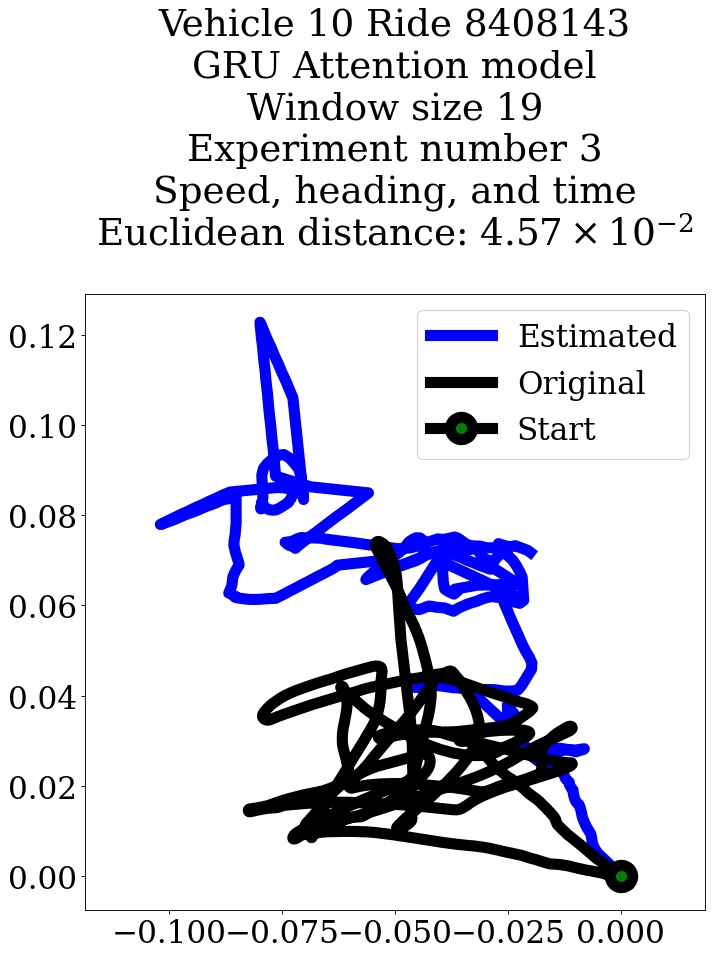 Vehicle 10 Ride 8408143
GRU Attention model
Window size 19
Experiment number 3
Speed, heading, and time
Euclidean distance: 4.57 × 10⁻²
Estimated
Original
Start
0.12
0.10
0.08
0.06
0.04
0.02
0.00
−0.100 −0.075 −0.050 −0.025 0.000